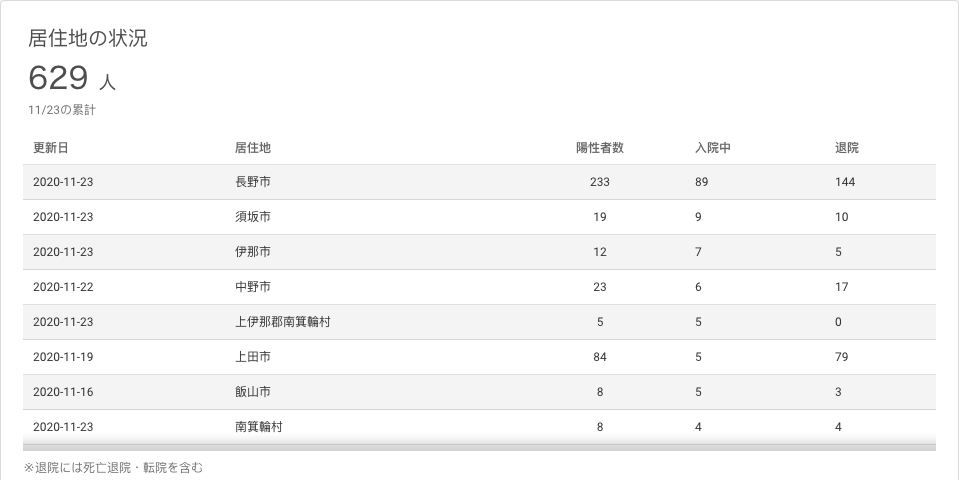 居住地の状況
629 人
11/23の累計
更新日 居住地 陽性者数 入院中 退院
2020-11-23 長野市 233 89 144
2020-11-23 須坂市 19 9 10
2020-11-23 伊那市 12 7 5
2020-11-22 中野市 23 6 17
2020-11-23 上伊那郡南箕輪村 5 5 0
2020-11-19 上田市 84 5 79
2020-11-16 飯山市 8 5 3
2020-11-23 南箕輪村 8 4 4
※退院には死亡退院・転院を含む